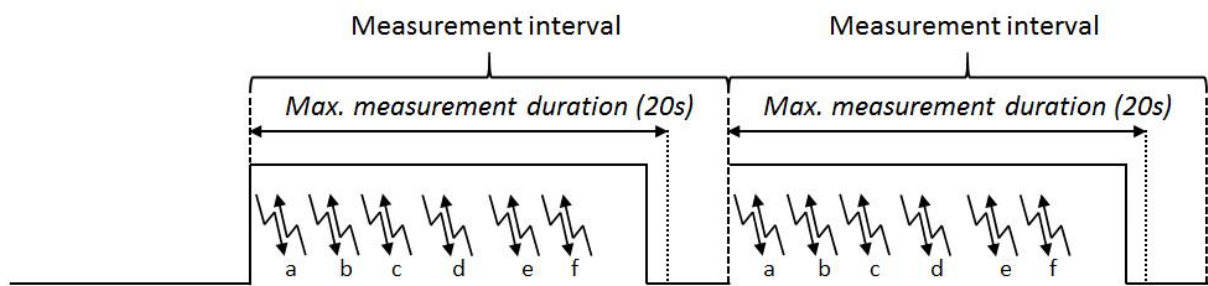 Measurement interval Measurement interval
Max. measurement duration (20s) Max. measurement duration (20s)
a b c d e f a b c d e f